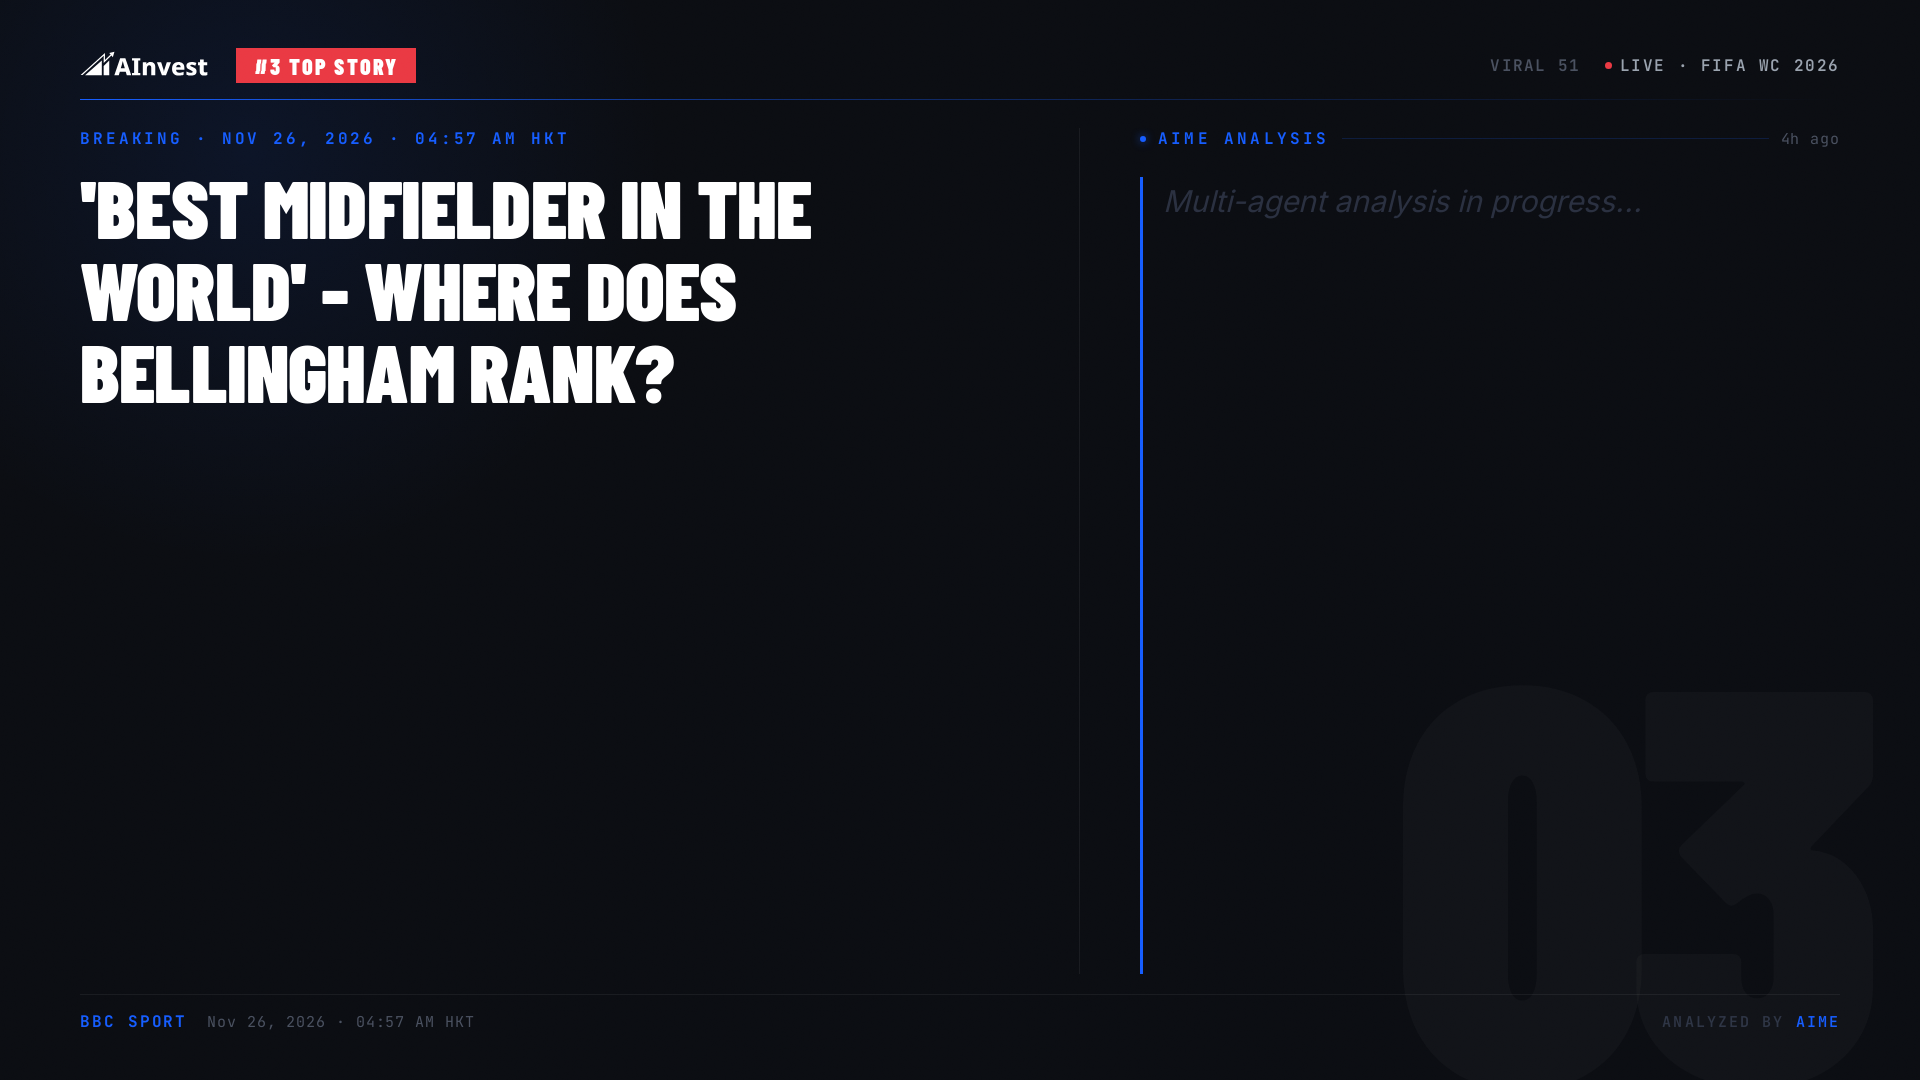 AInvest
#3 TOP STORY
VIRAL 51
LIVE · FIFA WC 2026
BREAKING · NOV 26, 2026 · 04:57 AM HKT
'BEST MIDFIELDER IN THE
WORLD' - WHERE DOES
BELLINGHAM RANK?
AIME ANALYSIS
4h ago
Multi-agent analysis in progress...
03
BBC SPORT
Nov 26, 2026 · 04:57 AM HKT
ANALYZED BY AIME